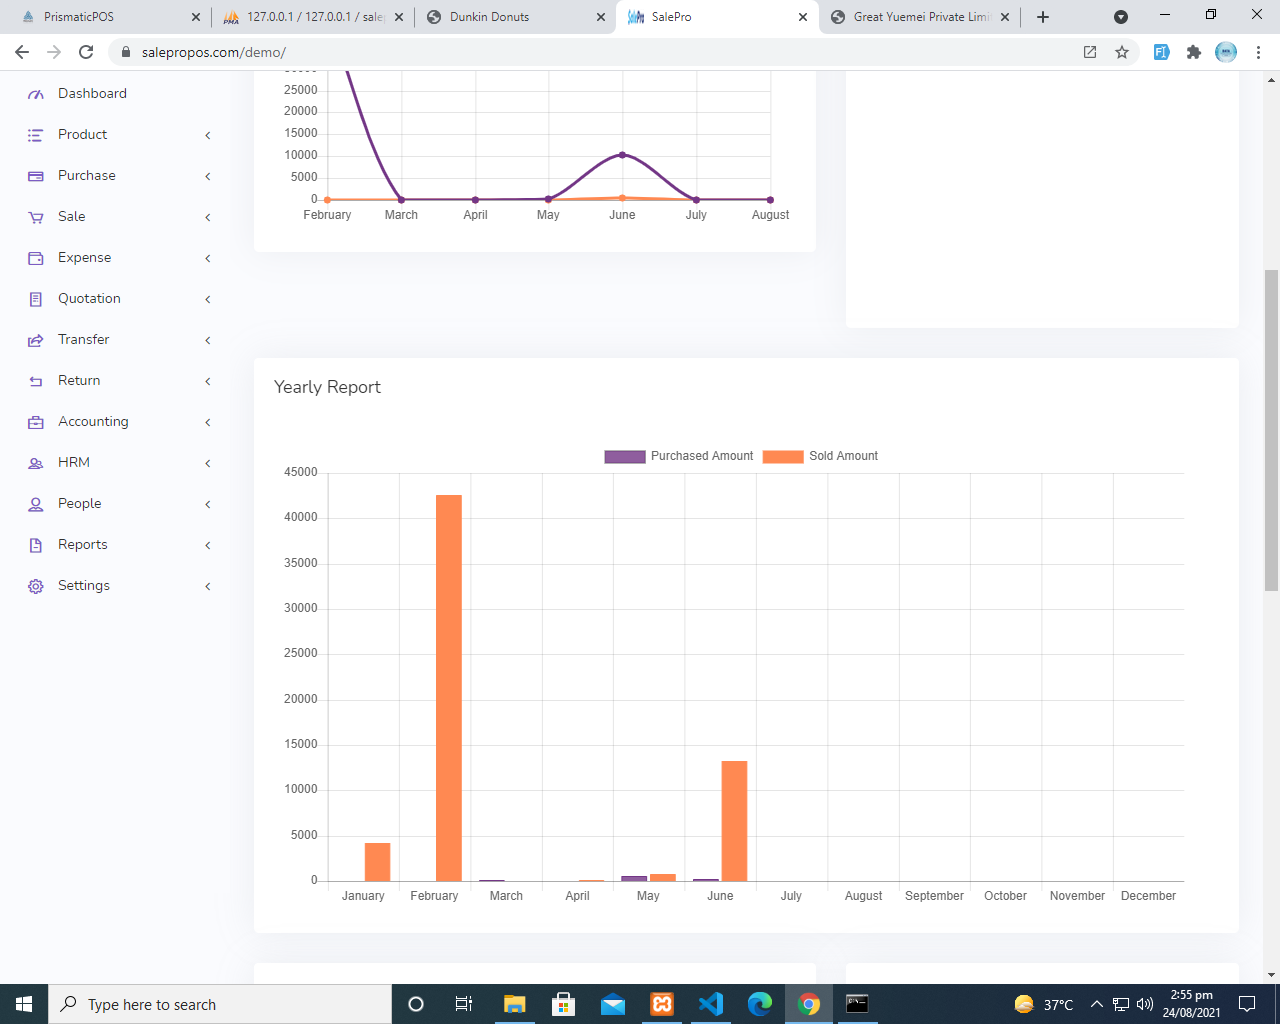 PrismaticPOS
127.0.0.1 / 127.0.0.1 / sale
Dunkin Donuts
SalePro
Great Yuemei Private Limi
salepropos.com/demo/
Dashboard
Product
Purchase
Sale
Expense
Quotation
Transfer
Return
Accounting
HRM
People
Reports
Settings
30000
25000
20000
15000
10000
5000
0
February March April May June July August
Yearly Report
Purchased Amount Sold Amount
45000
40000
35000
30000
25000
20000
15000
10000
5000
0
January February March April May June July August September October November December
Type here to search
37°C
2:55 pm
24/08/2021